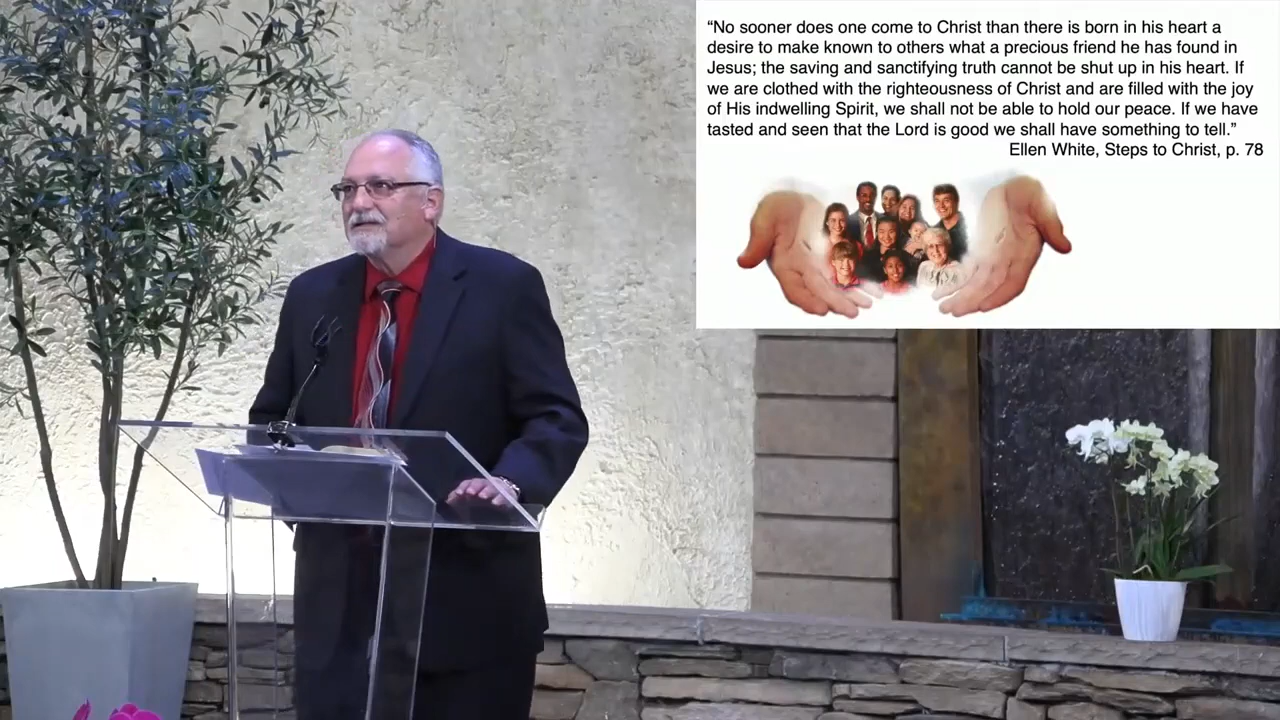 “No sooner does one come to Christ than there is born in his heart a
desire to make known to others what a precious friend he has found in
Jesus; the saving and sanctifying truth cannot be shut up in his heart. If
we are clothed with the righteousness of Christ and are filled with the joy
of His indwelling Spirit, we shall not be able to hold our peace. If we have
tasted and seen that the Lord is good we shall have something to tell.”
Ellen White, Steps to Christ, p. 78